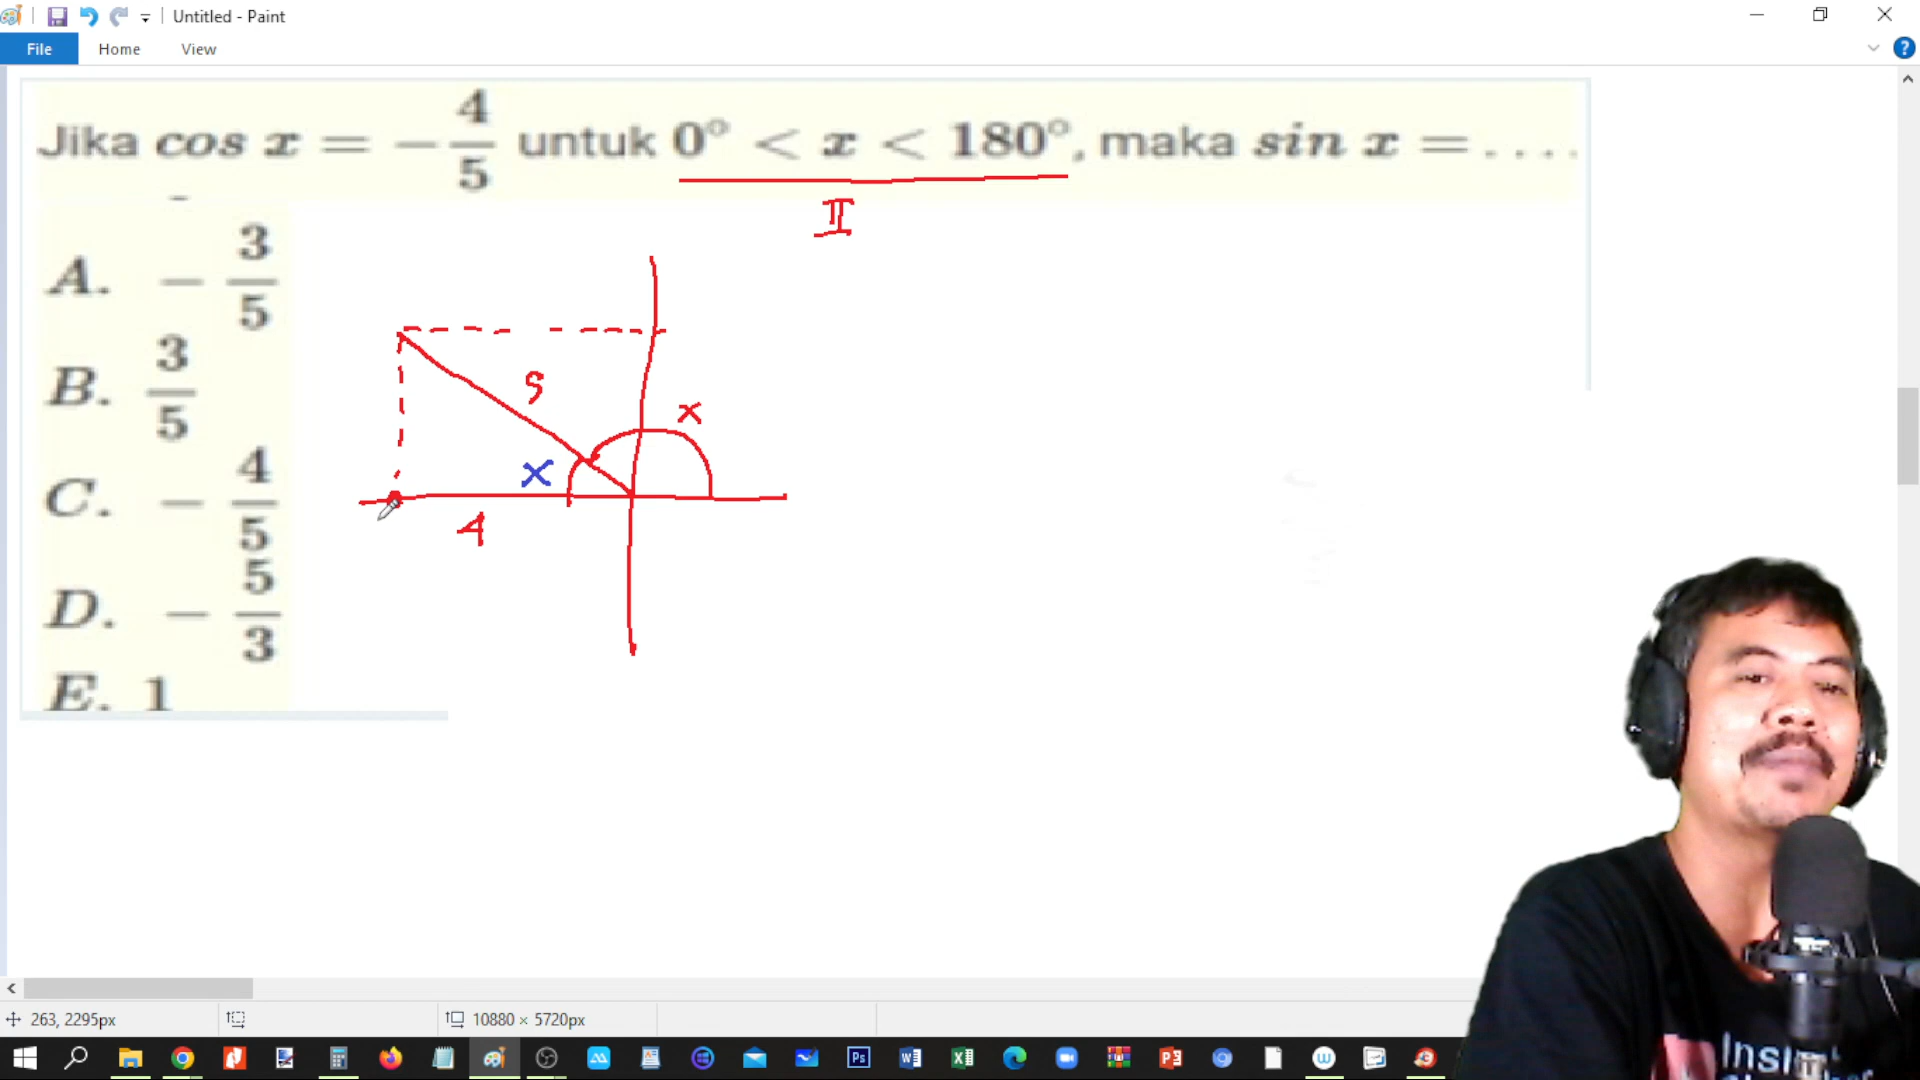 Untitled - Paint
File Home View
Jika cos x = - 4/5 untuk 0° < x < 180°, maka sin x = ....
II
A. - 3/5
B. 3/5
C. - 4/5
D. - 5/3
E. 1
5
x
x
4
263, 2295px
10880 × 5720px